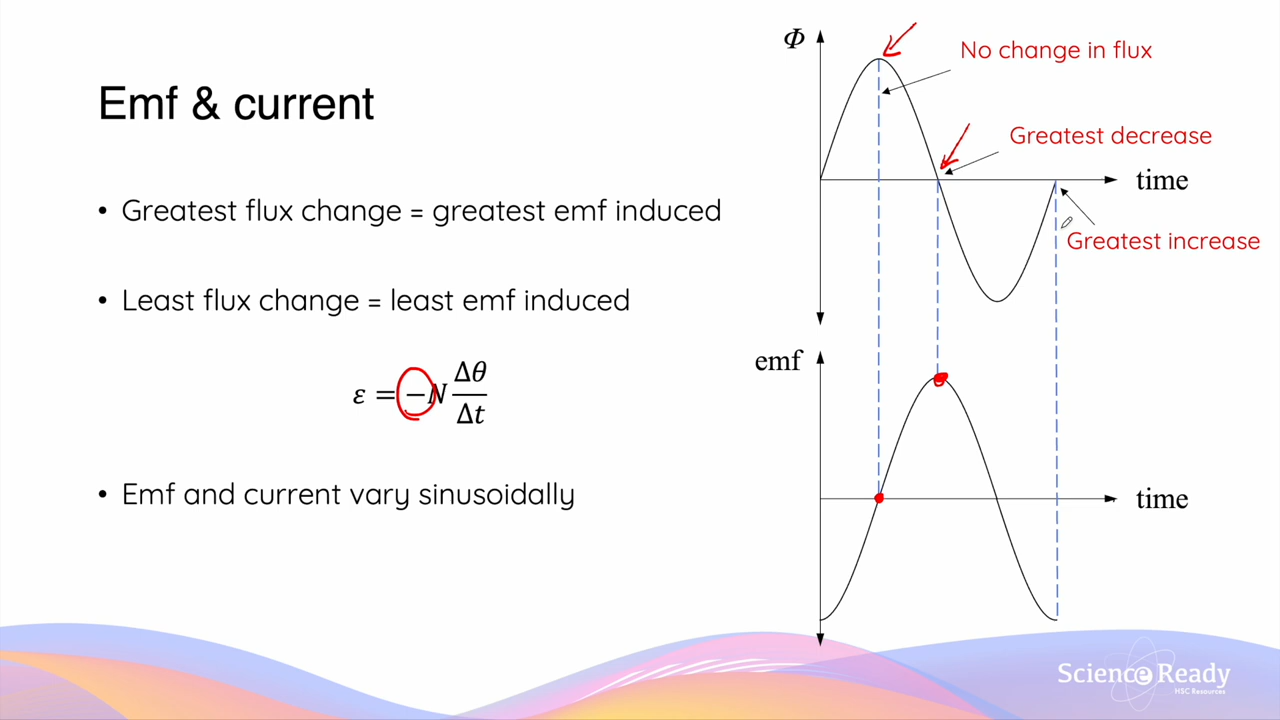 Emf & current
• Greatest flux change = greatest emf induced
• Least flux change = least emf induced
ε = −N Δθ/Δt
• Emf and current vary sinusoidally
Φ
No change in flux
Greatest decrease
time
Greatest increase
emf
time
Science Ready
HSC Resources